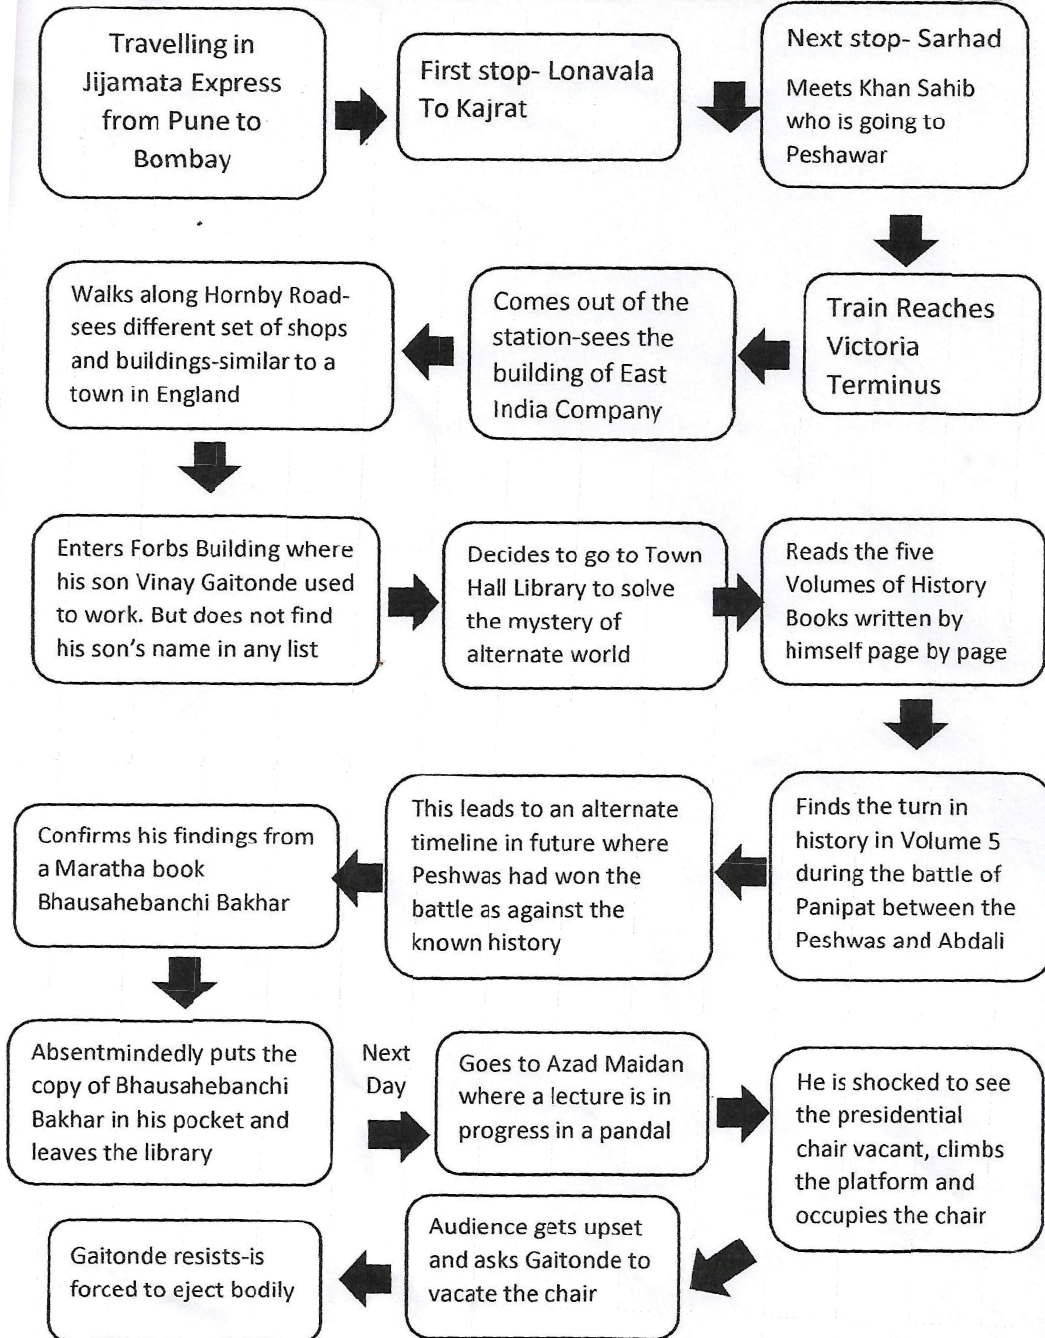 Travelling in
Jijamata Express
from Pune to
Bombay
First stop- Lonavala
To Kajrat
Next stop- Sarhad
Meets Khan Sahib
who is going to
Peshawar
Train Reaches
Victoria
Terminus
Comes out of the
station-sees the
building of East
India Company
Walks along Hornby Road-
sees different set of shops
and buildings-similar to a
town in England
Enters Forbs Building where
his son Vinay Gaitonde used
to work. But does not find
his son's name in any list
Decides to go to Town
Hall Library to solve
the mystery of
alternate world
Reads the five
Volumes of History
Books written by
himself page by page
Finds the turn in
history in Volume 5
during the battle of
Panipat between the
Peshwas and Abdali
This leads to an alternate
timeline in future where
Peshwas had won the
battle as against the
known history
Confirms his findings from
a Maratha book
Bhausahebanchi Bakhar
Absentmindedly puts the
copy of Bhausahebanchi
Bakhar in his pocket and
leaves the library
Next
Day
Goes to Azad Maidan
where a lecture is in
progress in a pandal
He is shocked to see
the presidential
chair vacant, climbs
the platform and
occupies the chair
Audience gets upset
and asks Gaitonde to
vacate the chair
Gaitonde resists-is
forced to eject bodily